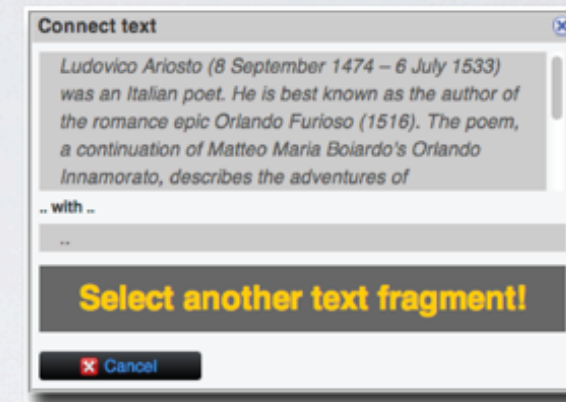 Connect text
Ludovico Ariosto (8 September 1474 – 6 July 1533)
was an Italian poet. He is best known as the author of
the romance epic Orlando Furioso (1516). The poem,
a continuation of Matteo Maria Boiardo's Orlando
Innamorato, describes the adventures of
.. with ..
..
Select another text fragment!
Cancel